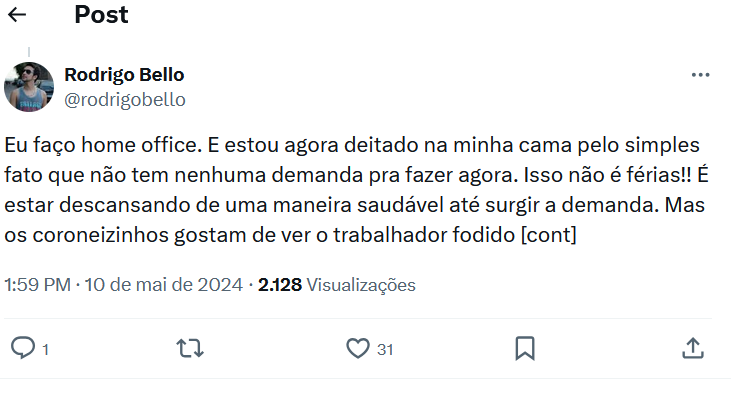 Post
Rodrigo Bello
@rodrigobello
Eu faço home office. E estou agora deitado na minha cama pelo simples
fato que não tem nenhuma demanda pra fazer agora. Isso não é férias!! É
estar descansando de uma maneira saudável até surgir a demanda. Mas
os coroneizinhos gostam de ver o trabalhador fodido [cont]
1:59 PM · 10 de mai de 2024 · 2.128 Visualizações
1 31